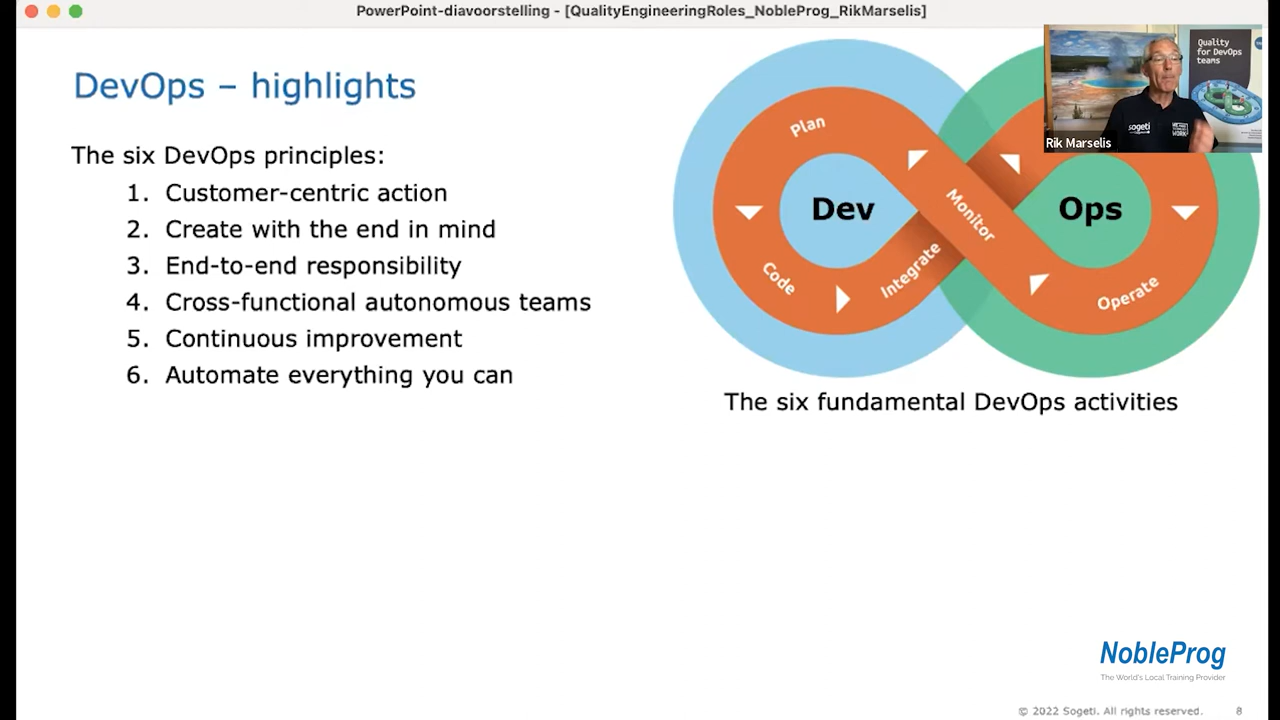 PowerPoint-diavoorstelling - [QualityEngineeringRoles_NobleProg_RikMarselis]
DevOps – highlights
The six DevOps principles:
1. Customer-centric action
2. Create with the end in mind
3. End-to-end responsibility
4. Cross-functional autonomous teams
5. Continuous improvement
6. Automate everything you can
Plan
Dev
Code
Integrate
Monitor
Ops
Operate
The six fundamental DevOps activities
Quality
for DevOps
teams
sogeti
WORK
Rik Marselis
NobleProg
The World's Local Training Provider
© 2022 Sogeti. All rights reserved.
8